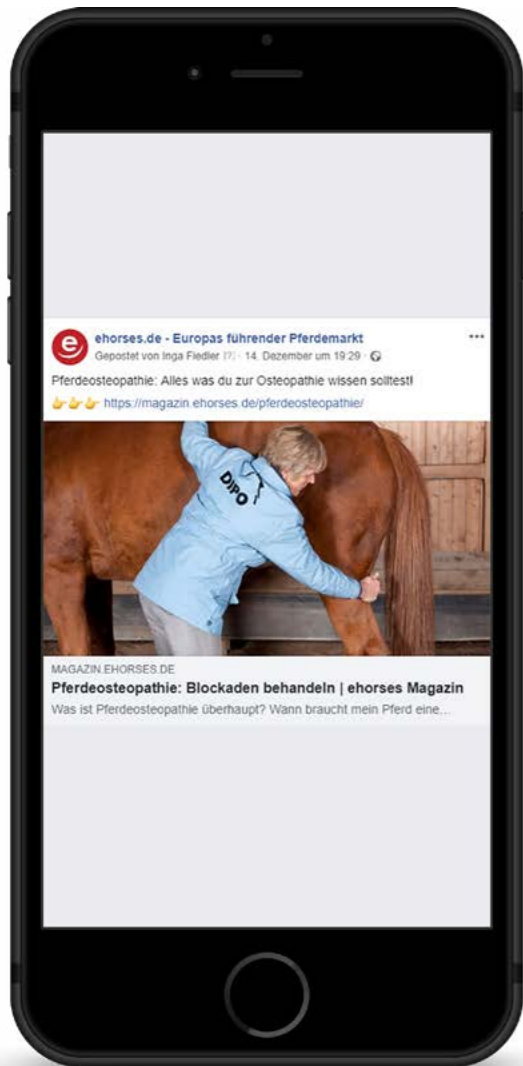 e
ehorses.de - Europas führender Pferdemarkt
Gepostet von Inga Fiedler [?] · 14. Dezember um 19:29 ·
Pferdeosteopathie: Alles was du zur Osteopathie wissen solltest!
👉👉👉 https://magazin.ehorses.de/pferdeosteopathie/
DIPO
MAGAZIN.EHORSES.DE
Pferdeosteopathie: Blockaden behandeln | ehorses Magazin
Was ist Pferdeosteopathie überhaupt? Wann braucht mein Pferd eine...